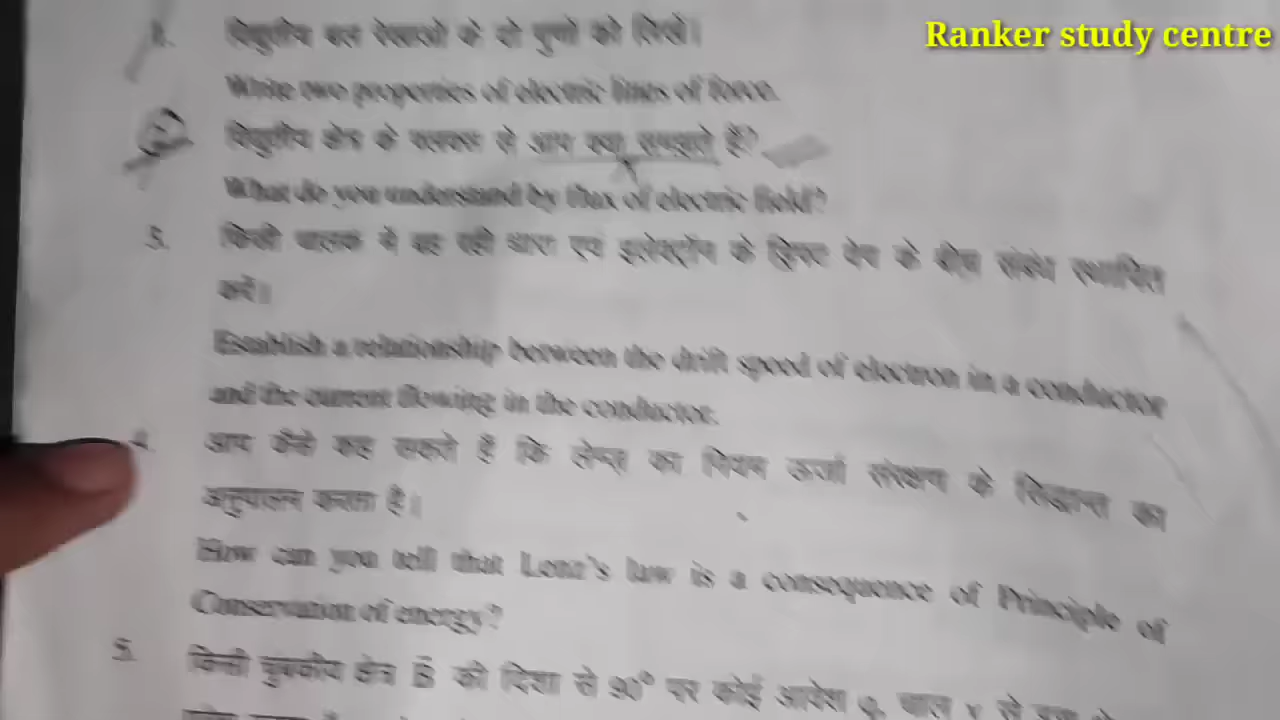 Ranker study centre
1. विद्युतीय बल रेखाओं के दो गुणों को लिखें।
Write two properties of electric lines of force.
विद्युतीय क्षेत्र के फ्लक्स से आप क्या समझते हैं?
What do you understand by flux of electric field?
3. किसी चालक में बह रही धारा एवं इलेक्ट्रॉन के ड्रिफ्ट वेग के बीच संबंध स्थापित
करें।
Establish a relationship between the drift speed of electron in a conductor
and the current flowing in the conductor.
4. आप कैसे कह सकते हैं कि लेन्ज का नियम ऊर्जा संरक्षण के सिद्धान्त का
अनुपालन करता है।
How can you tell that Lenz's law is a consequence of Principle of
Conservation of energy?
5. किसी चुम्बकीय क्षेत्र B⃗ की दिशा से 90° पर कोई आवेश q, चाल v से